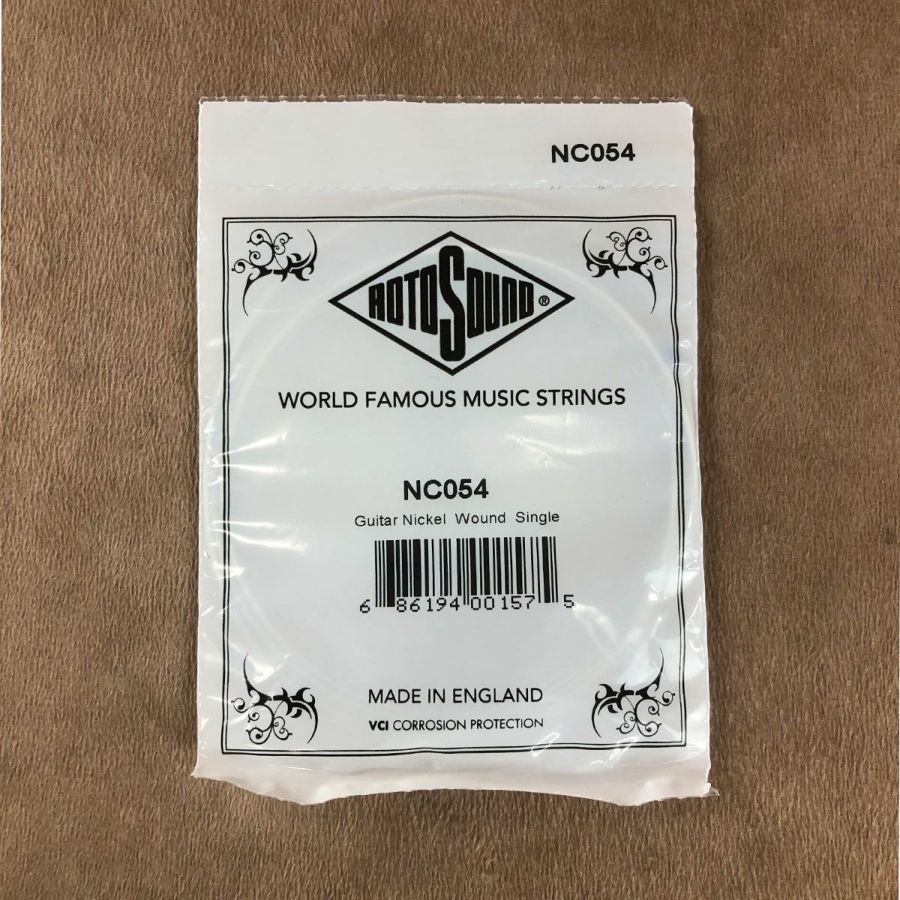 NC054
ROTOSOUND®
WORLD FAMOUS MUSIC STRINGS
NC054
Guitar Nickel Wound Single
6 86194 00157 5
MADE IN ENGLAND
VCI CORROSION PROTECTION